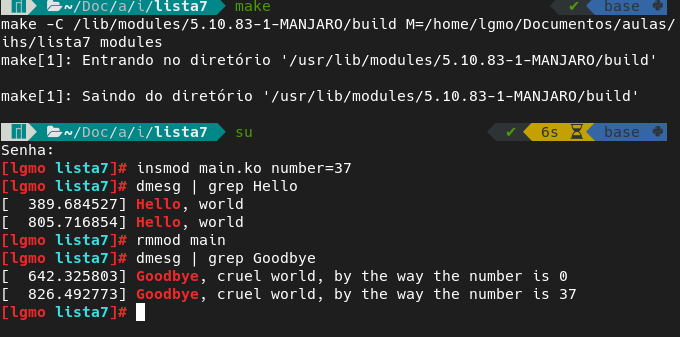 ~/Doc/a/i/lista7 make ✔ base
make -C /lib/modules/5.10.83-1-MANJARO/build M=/home/lgmo/Documentos/aulas/
ihs/lista7 modules
make[1]: Entrando no diretório '/usr/lib/modules/5.10.83-1-MANJARO/build'
make[1]: Saindo do diretório '/usr/lib/modules/5.10.83-1-MANJARO/build'
~/Doc/a/i/lista7 su ✔ 6s base
Senha:
[lgmo lista7]# insmod main.ko number=37
[lgmo lista7]# dmesg | grep Hello
[  389.684527] Hello, world
[  805.716854] Hello, world
[lgmo lista7]# rmmod main
[lgmo lista7]# dmesg | grep Goodbye
[  642.325803] Goodbye, cruel world, by the way the number is 0
[  826.492773] Goodbye, cruel world, by the way the number is 37
[lgmo lista7]#